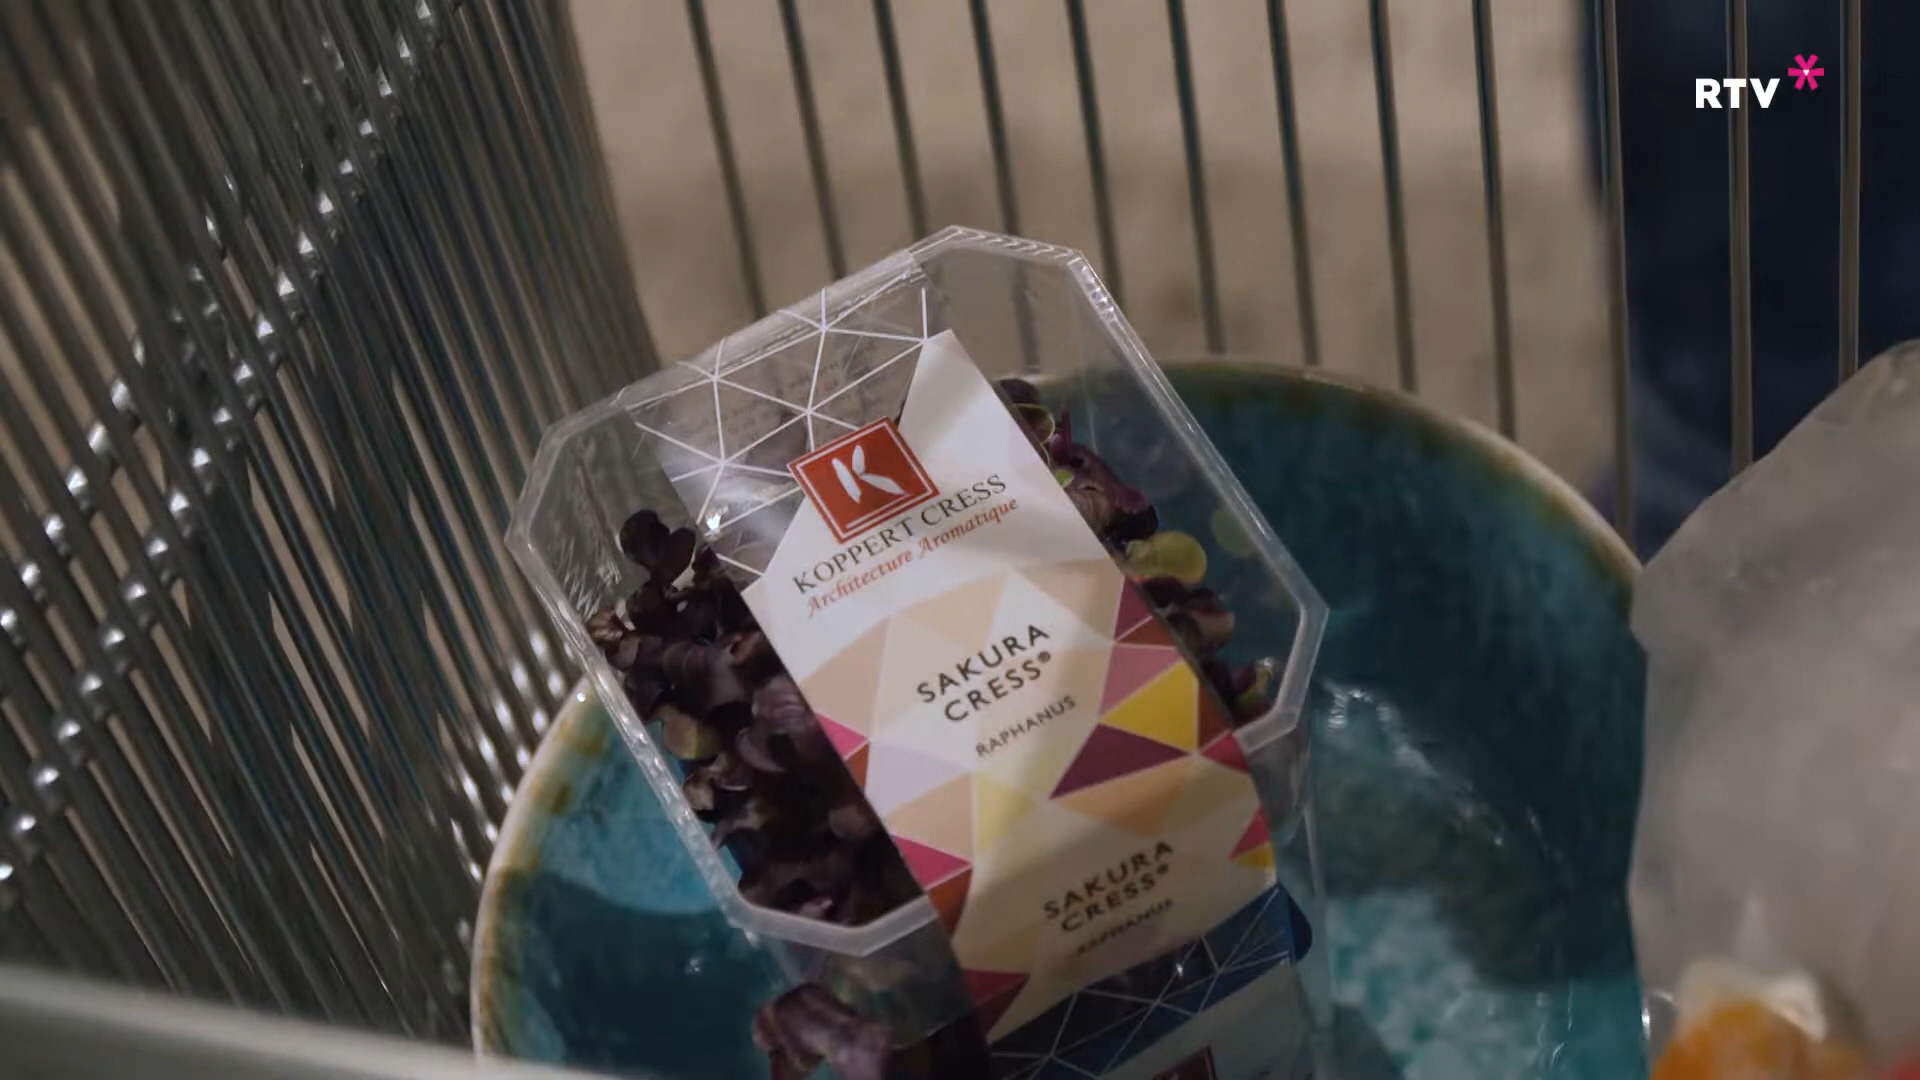 RTV
K
KOPPERT CRESS
Architecture Aromatique
SAKURA
CRESS®
RAPHANUS
SAKURA
CRESS®
RAPHANUS